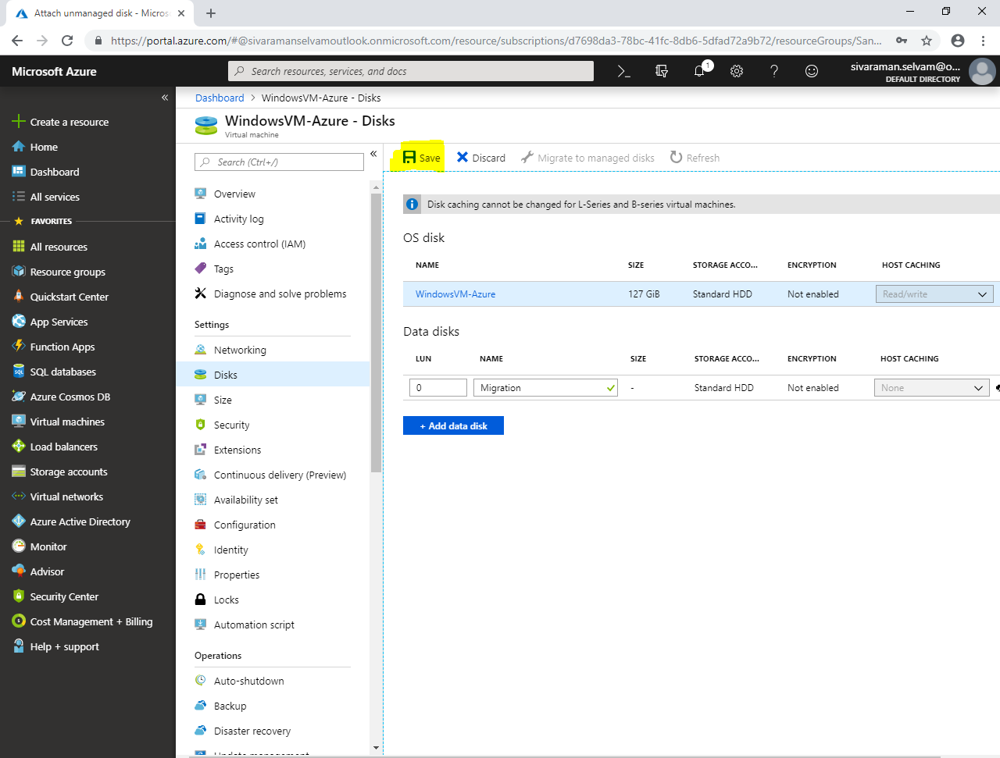 Attach unmanaged disk - Micros
https://portal.azure.com/#@sivaramanselvamoutlook.onmicrosoft.com/resource/subscriptions/d7698da3-78bc-41fc-8db6-5dfad72a9b72/resourceGroups/San...
Microsoft Azure
Search resources, services, and docs
1
sivaraman.selvam@o...
DEFAULT DIRECTORY
Create a resource
Home
Dashboard
All services
FAVORITES
All resources
Resource groups
Quickstart Center
App Services
Function Apps
SQL databases
Azure Cosmos DB
Virtual machines
Load balancers
Storage accounts
Virtual networks
Azure Active Directory
Monitor
Advisor
Security Center
Cost Management + Billing
Help + support
Dashboard > WindowsVM-Azure - Disks
WindowsVM-Azure - Disks
Virtual machine
Search (Ctrl+/)
Overview
Activity log
Access control (IAM)
Tags
Diagnose and solve problems
Settings
Networking
Disks
Size
Security
Extensions
Continuous delivery (Preview)
Availability set
Configuration
Identity
Properties
Locks
Automation script
Operations
Auto-shutdown
Backup
Disaster recovery
Update management
Save Discard Migrate to managed disks Refresh
Disk caching cannot be changed for L-Series and B-series virtual machines.
OS disk
NAME SIZE STORAGE ACCO... ENCRYPTION HOST CACHING
WindowsVM-Azure 127 GiB Standard HDD Not enabled Read/write
Data disks
LUN NAME SIZE STORAGE ACCO... ENCRYPTION HOST CACHING
0 Migration - Standard HDD Not enabled None
+ Add data disk